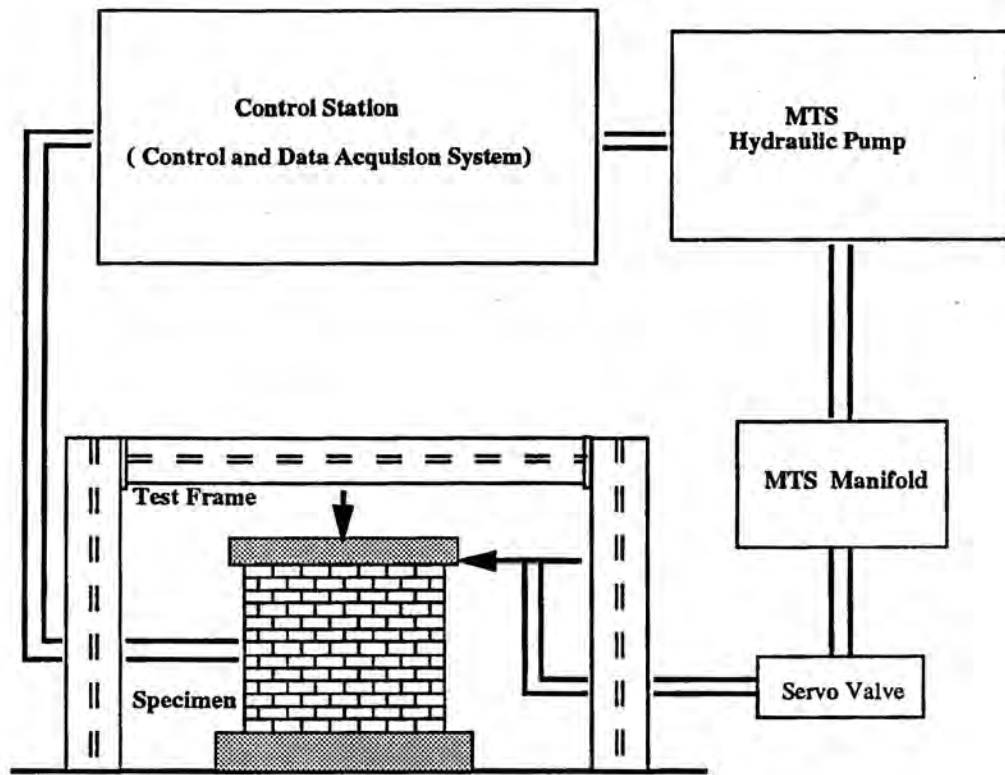 Control Station
( Control and Data Acquision System)
MTS
Hydraulic Pump
MTS Manifold
Test Frame
Specimen
Servo Valve